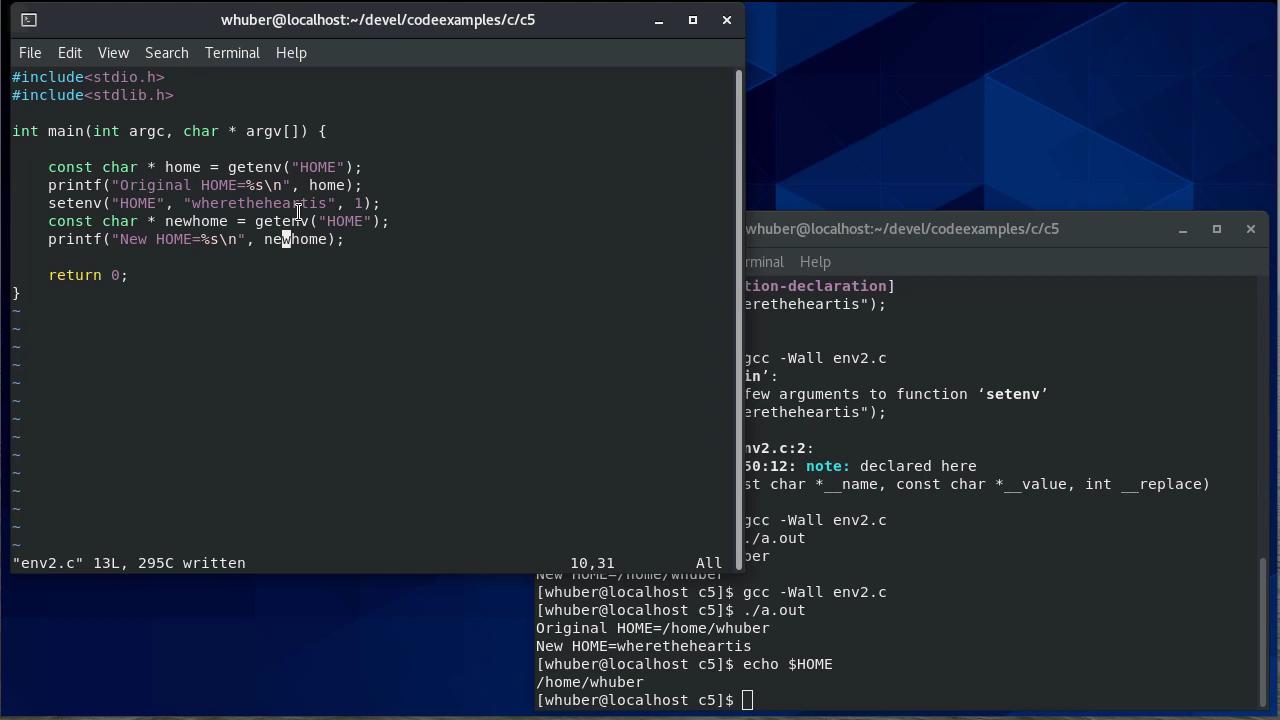 whuber@localhost:~/devel/codeexamples/c/c5
File Edit View Search Terminal Help
#include<stdio.h>
#include<stdlib.h>
int main(int argc, char * argv[]) {
const char * home = getenv("HOME");
printf("Original HOME=%s\n", home);
setenv("HOME", "wheretheheartis", 1);
const char * newhome = getenv("HOME");
printf("New HOME=%s\n", newhome);
return 0;
}
~
~
~
~
~
~
~
~
~
~
~
~
~
~
"env2.c" 13L, 295C written 10,31 All
whuber@localhost:~/devel/codeexamples/c/c5
rminal Help
tion-declaration]
eretheheartis");
gcc -Wall env2.c
in’:
few arguments to function ‘setenv’
eretheheartis");
nv2.c:2:
50:12: note: declared here
st char *__name, const char *__value, int __replace)
gcc -Wall env2.c
./a.out
ber
New HOME=/home/whuber
[whuber@localhost c5]$ gcc -Wall env2.c
[whuber@localhost c5]$ ./a.out
Original HOME=/home/whuber
New HOME=wheretheheartis
[whuber@localhost c5]$ echo $HOME
/home/whuber
[whuber@localhost c5]$